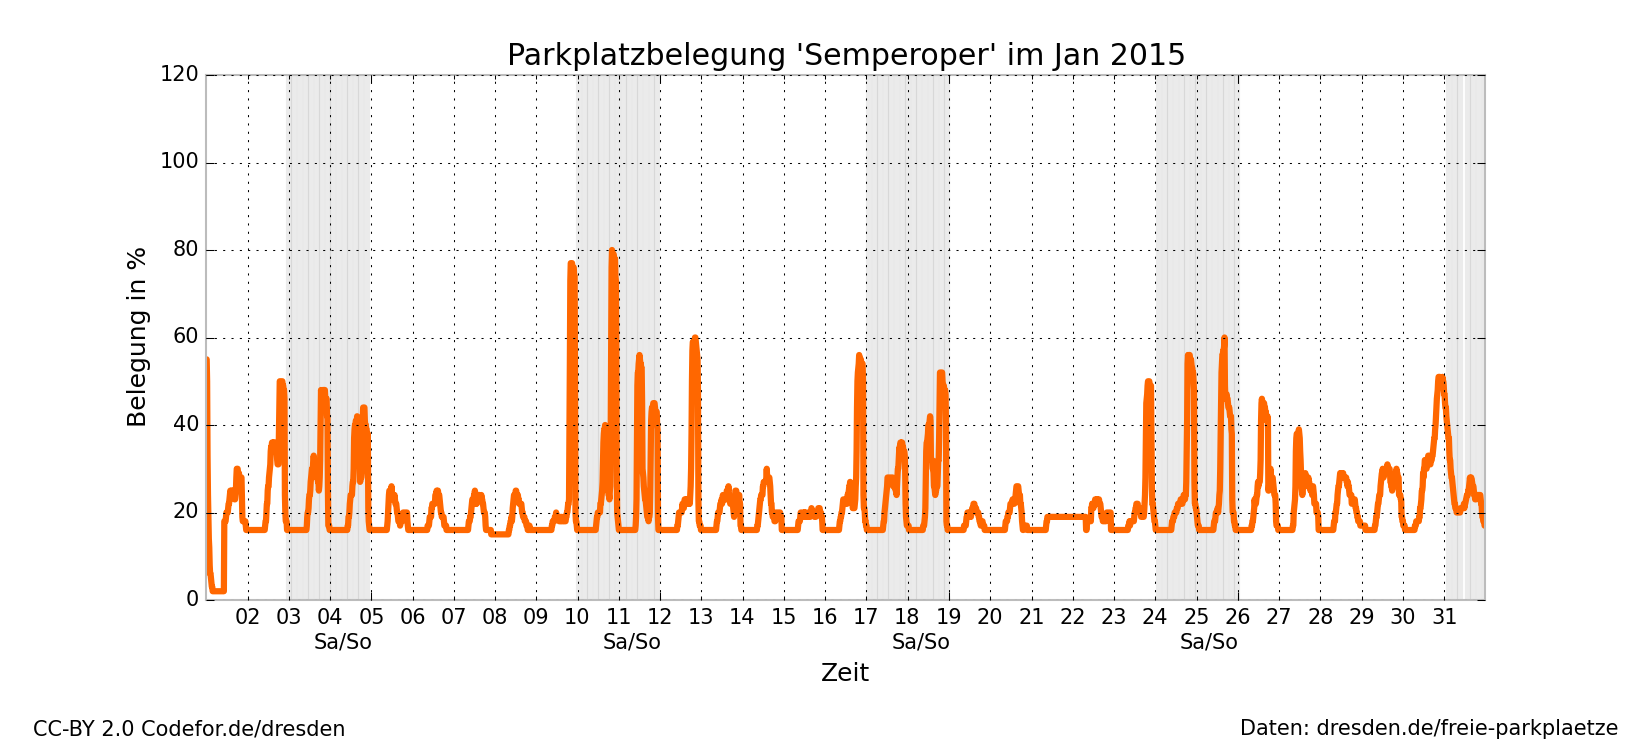 Parkplatzbelegung 'Semperoper' im Jan 2015
120
100
80
60
40
20
0
Belegung in %
02 03 04 05 06 07 08 09 10 11 12 13 14 15 16 17 18 19 20 21 22 23 24 25 26 27 28 29 30 31
Sa/So Sa/So Sa/So Sa/So
Zeit
CC-BY 2.0 Codefor.de/dresden
Daten: dresden.de/freie-parkplaetze